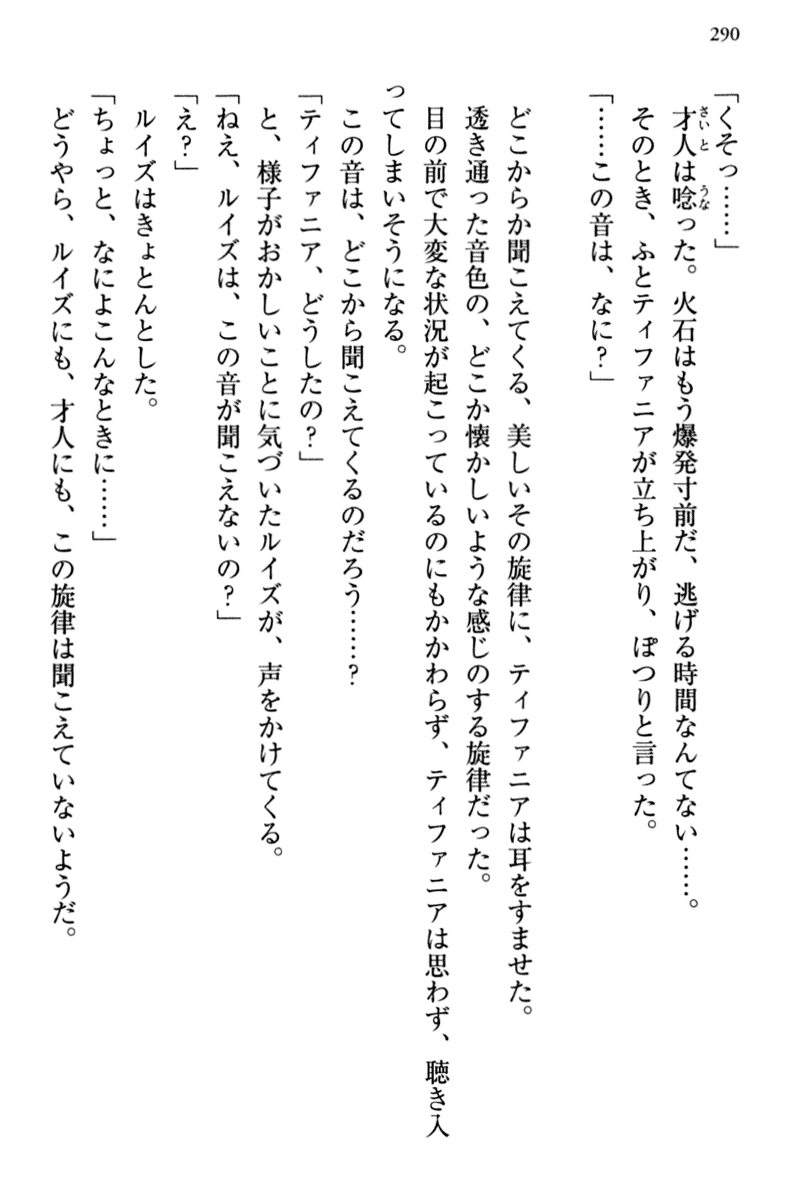 290
「くそっ……」
才人は唸った。火石はもう爆発寸前だ、逃げる時間なんてない……。
そのとき、ふとティファニアが立ち上がり、ぽつりと言った。
「……この音は、なに?」
どこからか聞こえてくる、美しいその旋律に、ティファニアは耳をすませた。
透き通った音色の、どこか懐かしいような感じのする旋律だった。
目の前で大変な状況が起こっているのにもかかわらず、ティファニアは思わず、聴き入
ってしまいそうになる。
この音は、どこから聞こえてくるのだろう……?
「ティファニア、どうしたの?」
と、様子がおかしいことに気づいたルイズが、声をかけてくる。
「ねえ、ルイズは、この音が聞こえないの?」
「え?」
ルイズはきょとんとした。
「ちょっと、なによこんなときに……」
どうやら、ルイズにも、才人にも、この旋律は聞こえていないようだ。